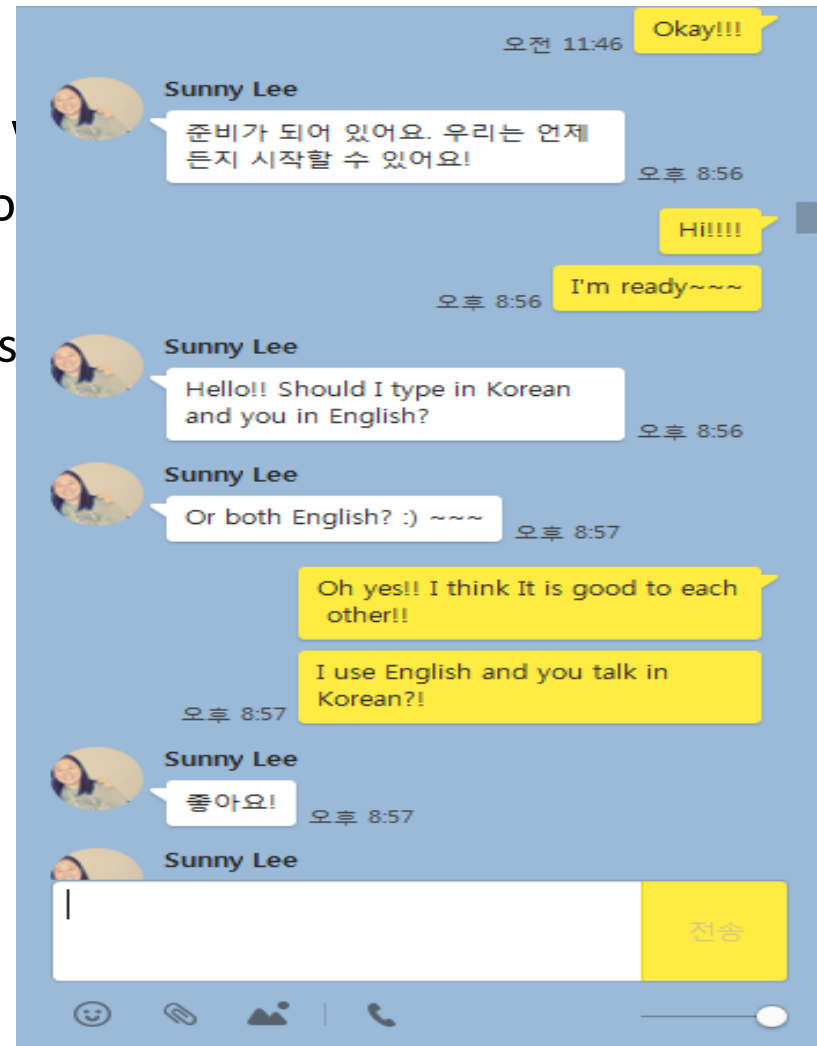 Okay!!!
오전 11:46
Sunny Lee
준비가 되어 있어요. 우리는 언제
든지 시작할 수 있어요!
오후 8:56
Hi!!!!
I'm ready~~~
오후 8:56
Sunny Lee
Hello!! Should I type in Korean
and you in English?
오후 8:56
Sunny Lee
Or both English? :) ~~~
오후 8:57
Oh yes!! I think It is good to each
other!!
I use English and you talk in
Korean?!
오후 8:57
Sunny Lee
좋아요!
오후 8:57
Sunny Lee
전송